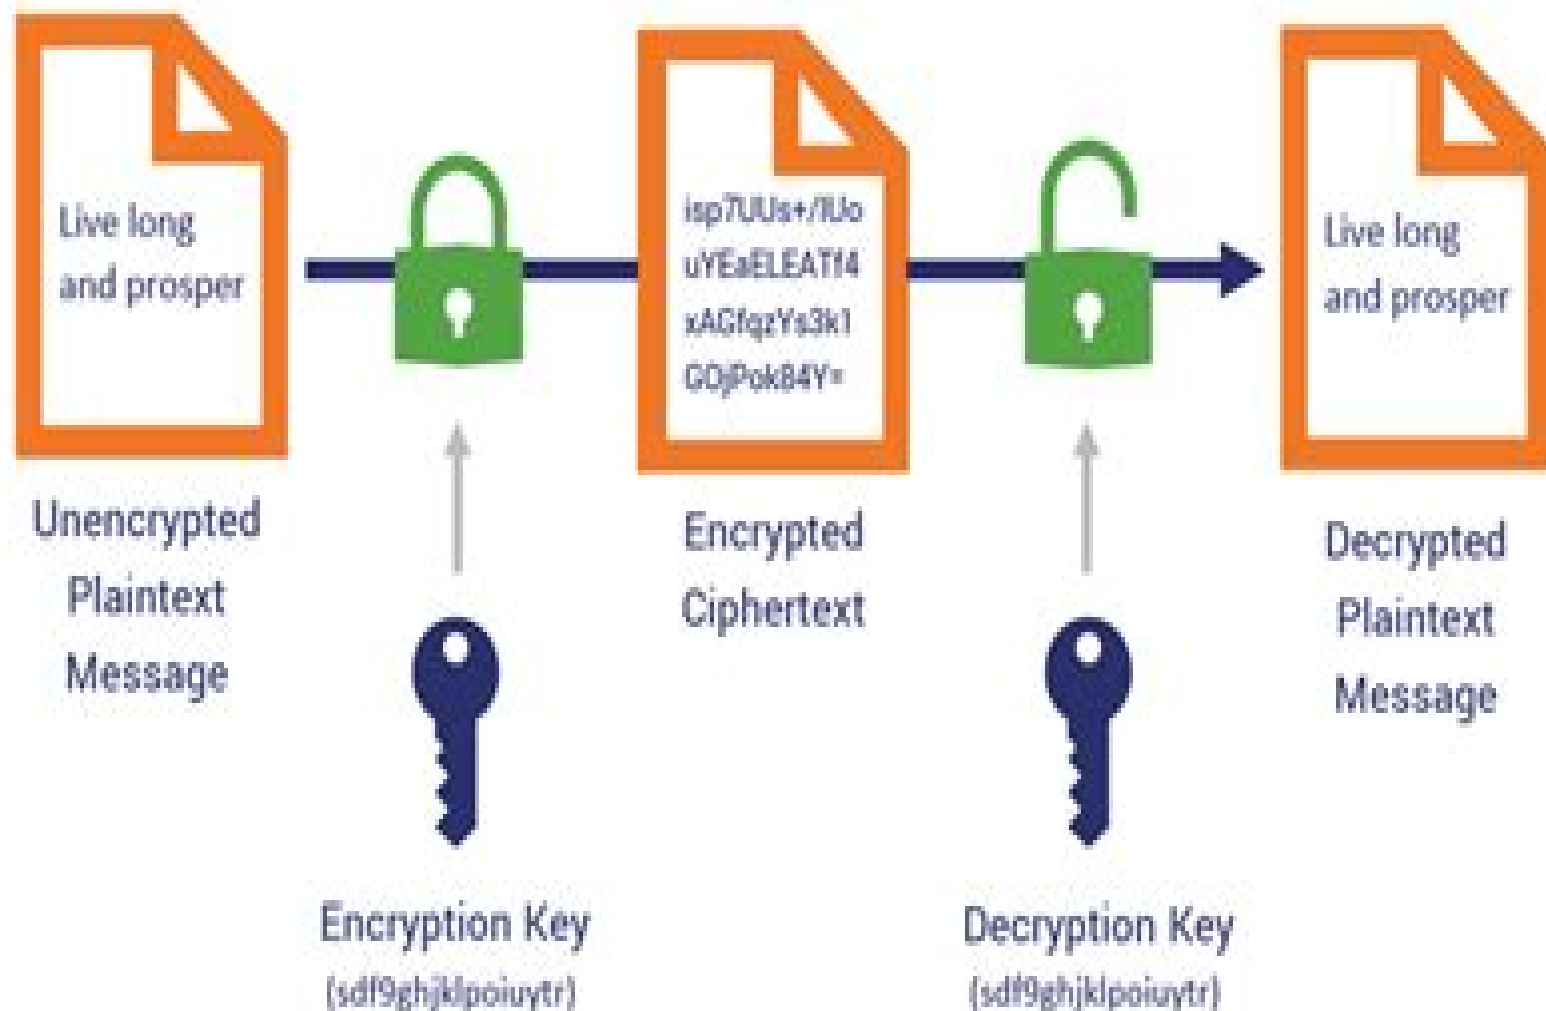 Live long
and prosper
isp7UUs+/IUo
uYEaELEATf4
xAGfqzYs3k1
GOjPok84Y=
Live long
and prosper
Unencrypted
Plaintext
Message
Encrypted
Ciphertext
Decrypted
Plaintext
Message
Encryption Key
(sdf9ghjklpoiuytr)
Decryption Key
(sdf9ghjklpoiuytr)